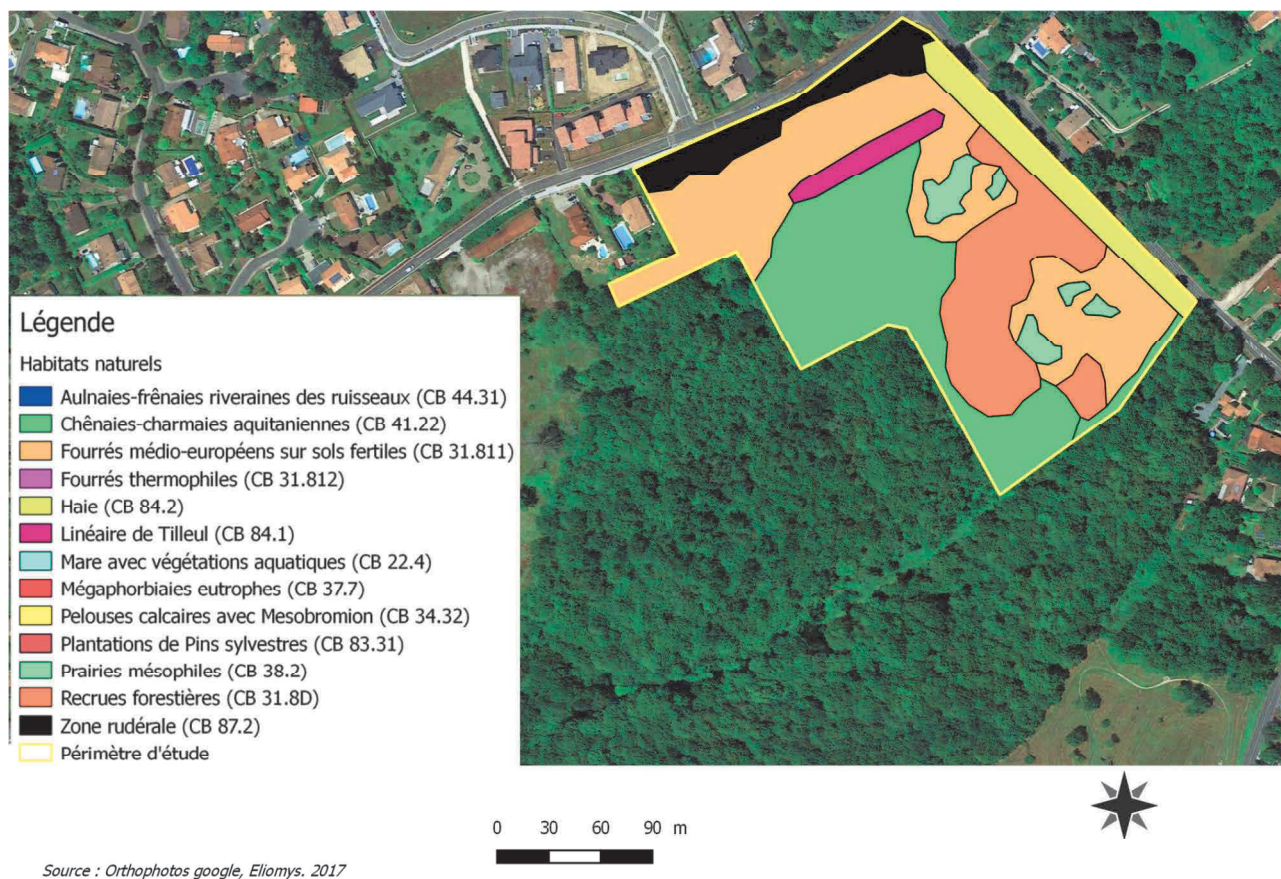 Légende
Habitats naturels
Aulnaies-frênaies riveraines des ruisseaux (CB 44.31)
Chênaies-charmaies aquitaniennes (CB 41.22)
Fourrés médio-européens sur sols fertiles (CB 31.811)
Fourrés thermophiles (CB 31.812)
Haie (CB 84.2)
Linéaire de Tilleul (CB 84.1)
Mare avec végétations aquatiques (CB 22.4)
Mégaphorbiaies eutrophes (CB 37.7)
Pelouses calcaires avec Mesobromion (CB 34.32)
Plantations de Pins sylvestres (CB 83.31)
Prairies mésophiles (CB 38.2)
Recrues forestières (CB 31.8D)
Zone rudérale (CB 87.2)
Périmètre d'étude
0 30 60 90 m
Source : Orthophotos google, Eliomys. 2017